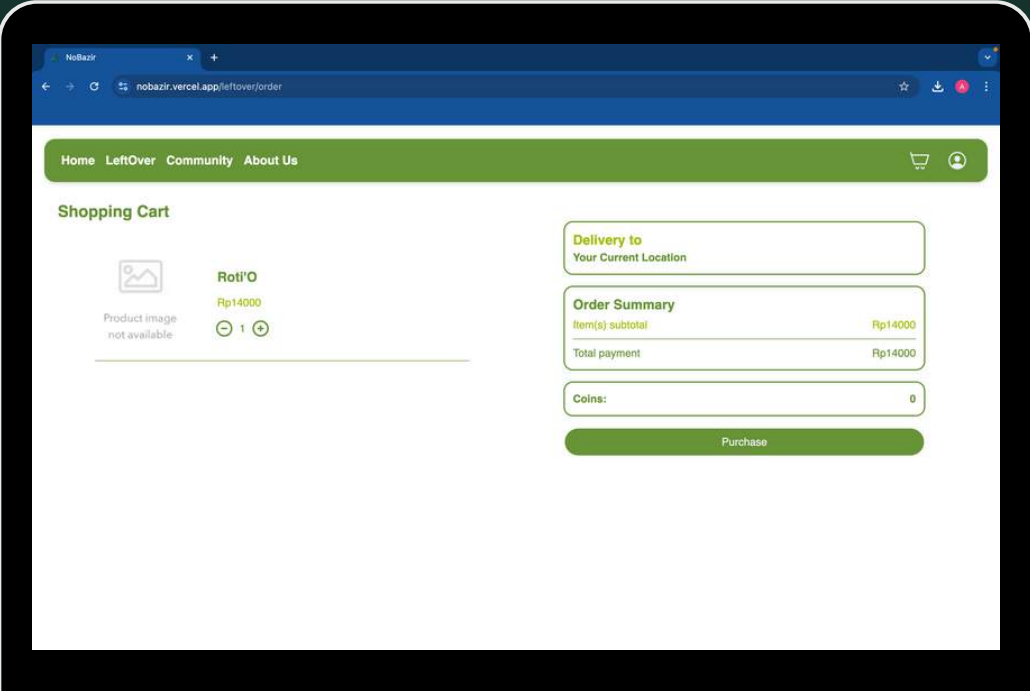 NoBazir
nobazir.vercel.app/leftover/order
A
Home LeftOver Community About Us
Shopping Cart
Product image
not available
Roti'O
Rp14000
1
Delivery to
Your Current Location
Order Summary
Item(s) subtotal Rp14000
Total payment Rp14000
Coins: 0
Purchase